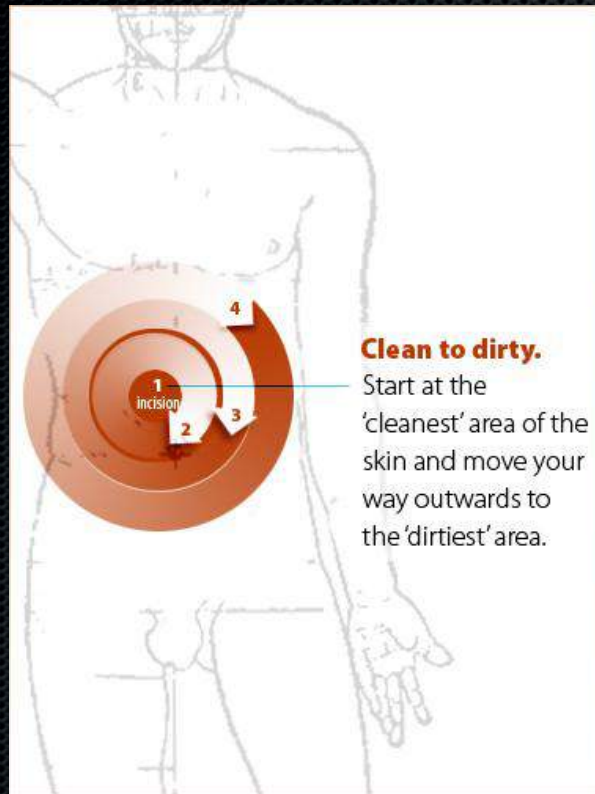 4
1
incision
3
2
Clean to dirty.
Start at the
‘cleanest’ area of the
skin and move your
way outwards to
the ‘dirtiest’ area.